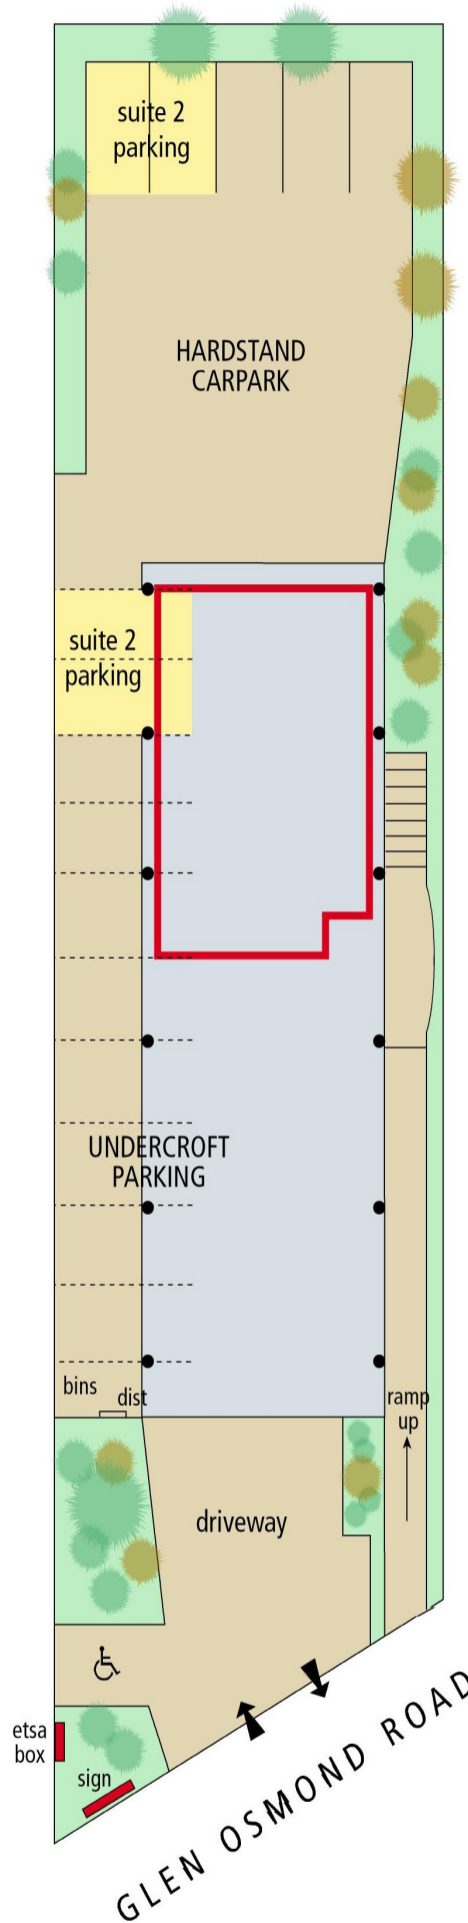 suite 2
parking
HARDSTAND
CARPARK
suite 2
parking
UNDERCROFT
PARKING
bins
dist
ramp
up
driveway
etsa
box
sign
GLEN OSMOND ROAD